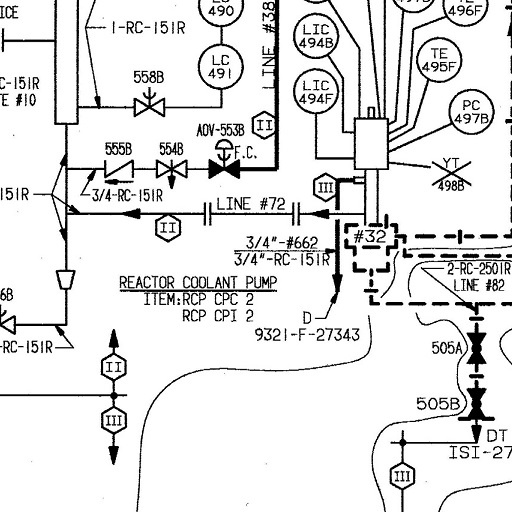 ICE
490
LINE #38
LIC
494B
497B
TE
496F
1-RC-151R
LC
491
TE
495F
C-151R
TE #10
558B
LIC
494F
PC
497B
II
AOV-553B
555B
554B
F.C.
YT
498B
III
3/4-RC-151R
151R
LINE #72
II
#32
3/4"-#662
3/4"-RC-151R
2-RC-2501R
LINE #82
REACTOR COOLANT PUMP
ITEM:RCP CPC 2
RCP CPI 2
6B
D
9321-F-27343
-RC-151R
505A
II
III
505B
DT
ISI-27
III